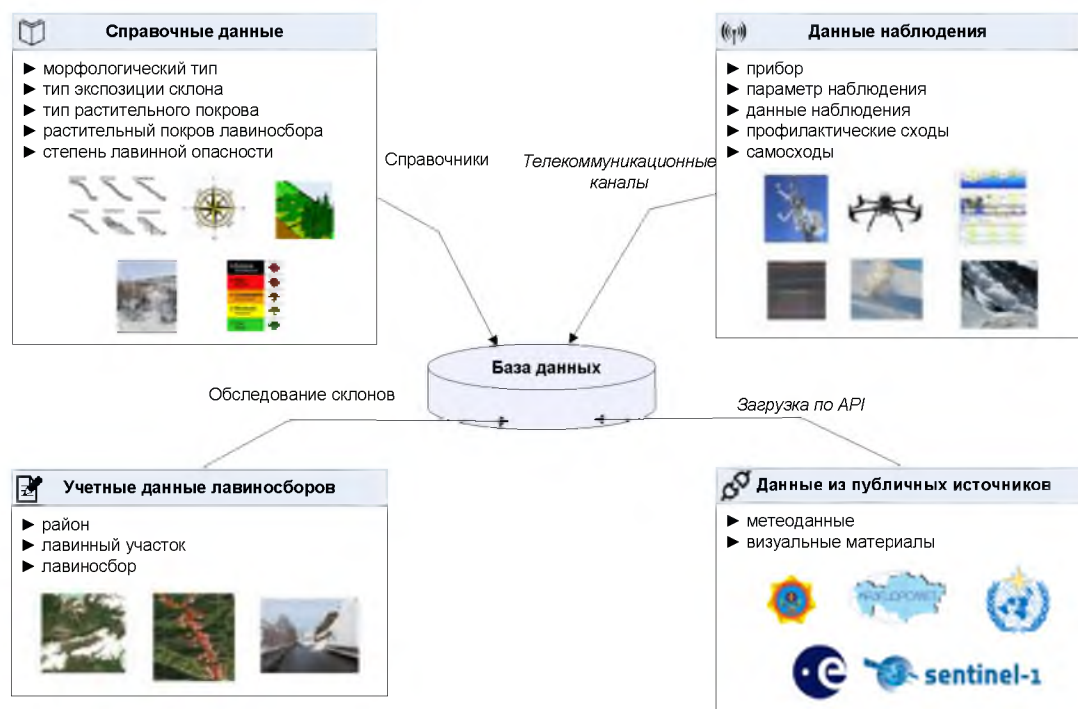 Справочные данные
► морфологический тип
► тип экспозиции склона
► тип растительного покрова
► растительный покров лавиносбора
► степень лавинной опасности
Данные наблюдения
► прибор
► параметр наблюдения
► данные наблюдения
► профилактические сходы
► самосходы
Справочники
Телекоммуникационные
каналы
База данных
Обследование склонов
Загрузка по API
Учетные данные лавиносборов
► район
► лавинный участок
► лавиносбор
Данные из публичных источников
► метеоданные
► визуальные материалы
sentinel-1